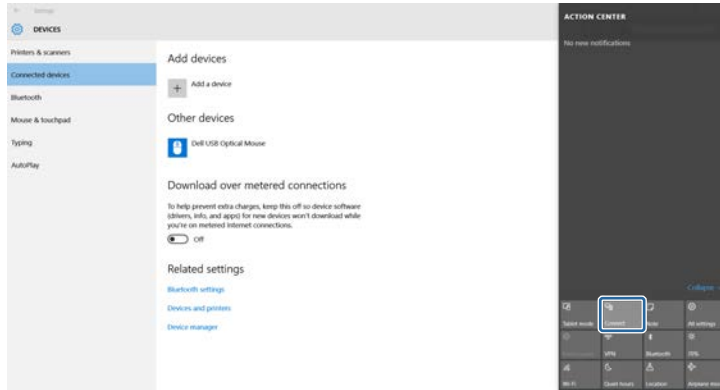 Settings
DEVICES
Printers & scanners
Connected devices
Bluetooth
Mouse & touchpad
Typing
AutoPlay
Add devices
Add a device
Other devices
Dell USB Optical Mouse
Download over metered connections
To help prevent extra charges, keep this off so device software
(drivers, info, and apps) for new devices won't download while
you're on metered Internet connections.
Off
Related settings
Bluetooth settings
Devices and printers
Device manager
ACTION CENTER
No new notifications
Collapse
Tablet mode
Connect
Note
All settings
VPN
Bluetooth
70%
Wi-Fi
Quiet hours
Location
Airplane mode